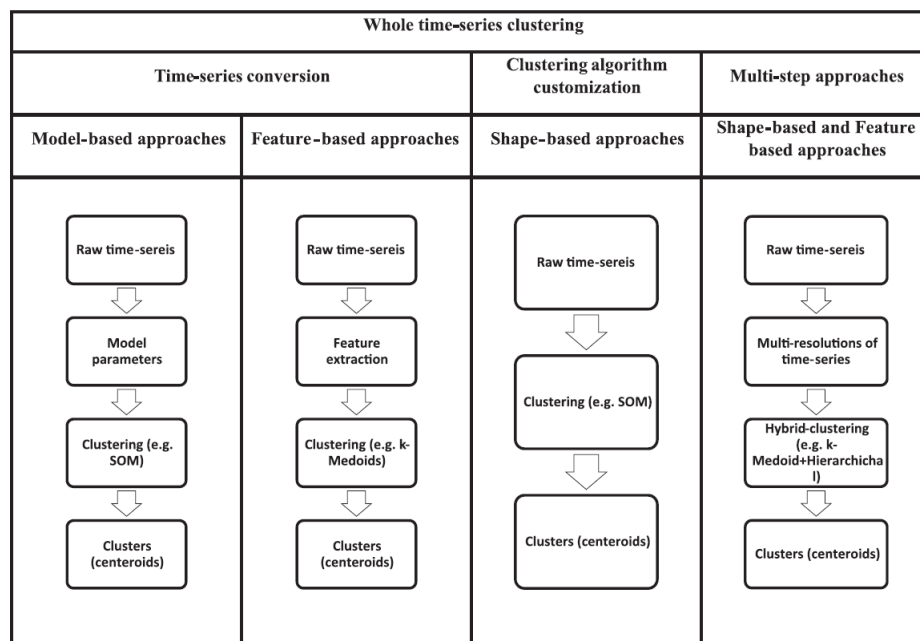 Whole time-series clustering
Time-series conversion
Clustering algorithm
customization
Multi-step approaches
Model-based approaches
Feature-based approaches
Shape-based approaches
Shape-based and Feature
based approaches
Raw time-sereis
Model
parameters
Clustering (e.g.
SOM)
Clusters
(centeroids)
Raw time-sereis
Feature
extraction
Clustering (e.g. k-
Medoids)
Clusters
(centeroids)
Raw time-sereis
Clustering (e.g. SOM)
Clusters (centeroids)
Raw time-sereis
Multi-resolutions of
time-series
Hybrid-clustering
(e.g. k-
Medoid+Hierarchicha
l)
Clusters (centeroids)